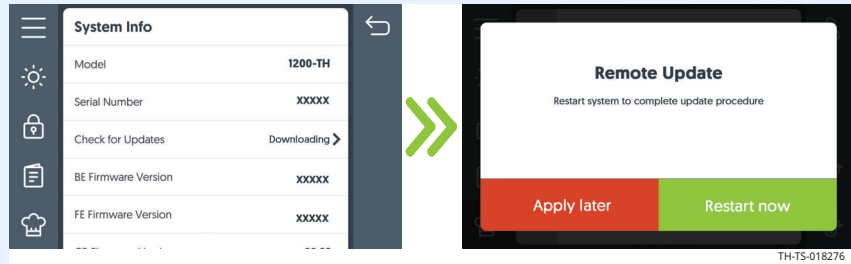 System Info
Model 1200-TH
Serial Number XXXXX
Check for Updates Downloading
BE Firmware Version XXXXX
FE Firmware Version XXXXX
Remote Update
Restart system to complete update procedure
Apply later Restart now
TH-TS-018276